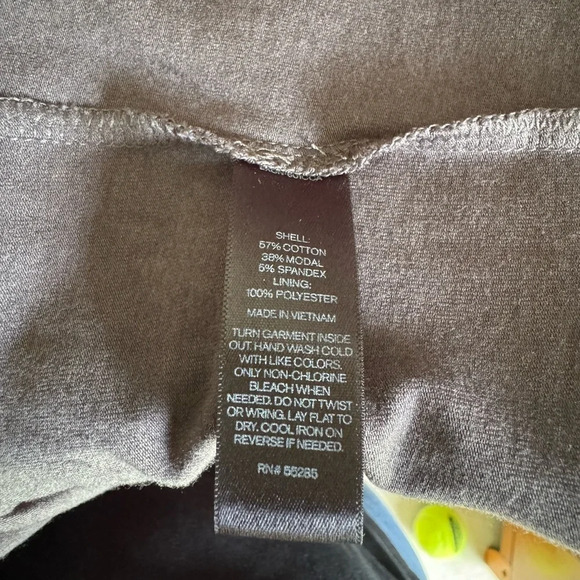 SHELL:
57% COTTON
38% MODAL
5% SPANDEX
LINING:
100% POLYESTER
MADE IN VIETNAM
TURN GARMENT INSIDE
OUT HAND WASH COLD
WITH LIKE COLORS.
ONLY NON-CHLORINE
BLEACH WHEN
NEEDED. DO NOT TWIST
OR WRING. LAY FLAT TO
DRY. COOL IRON ON
REVERSE IF NEEDED.
RN# 55285